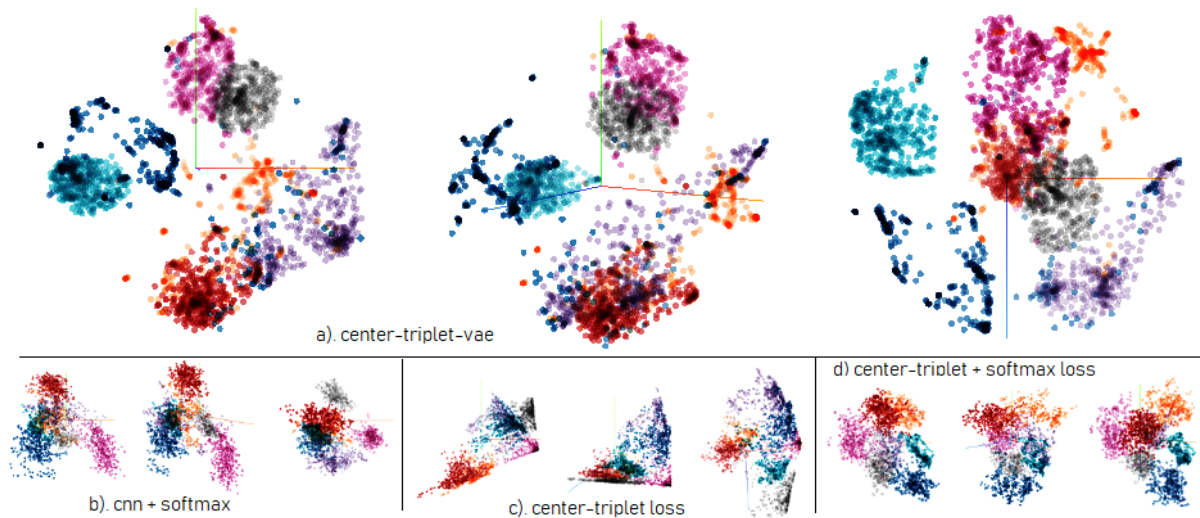 a). center-triplet-vae
b). cnn + softmax
c). center-triplet loss
d) center-triplet + softmax loss